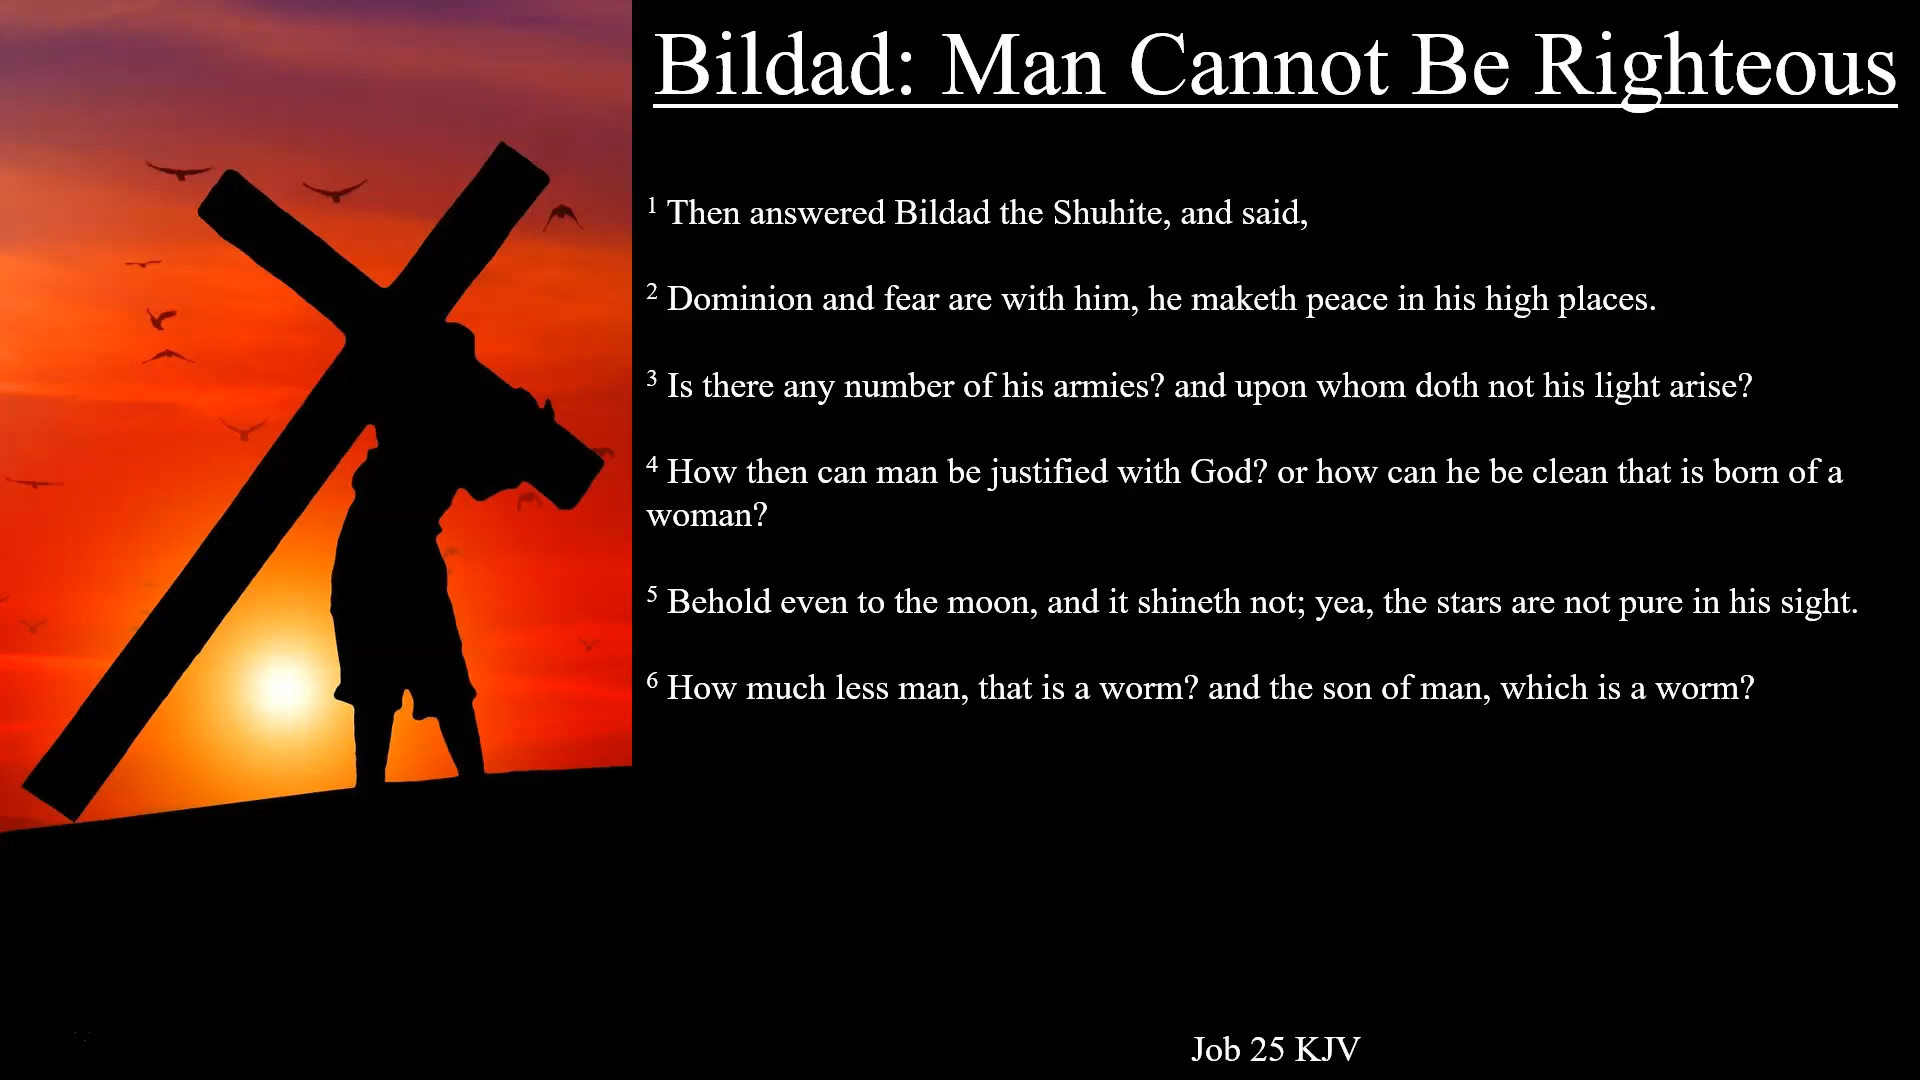 Bildad: Man Cannot Be Righteous
1 Then answered Bildad the Shuhite, and said,
2 Dominion and fear are with him, he maketh peace in his high places.
3 Is there any number of his armies? and upon whom doth not his light arise?
4 How then can man be justified with God? or how can he be clean that is born of a
woman?
5 Behold even to the moon, and it shineth not; yea, the stars are not pure in his sight.
6 How much less man, that is a worm? and the son of man, which is a worm?
Job 25 KJV